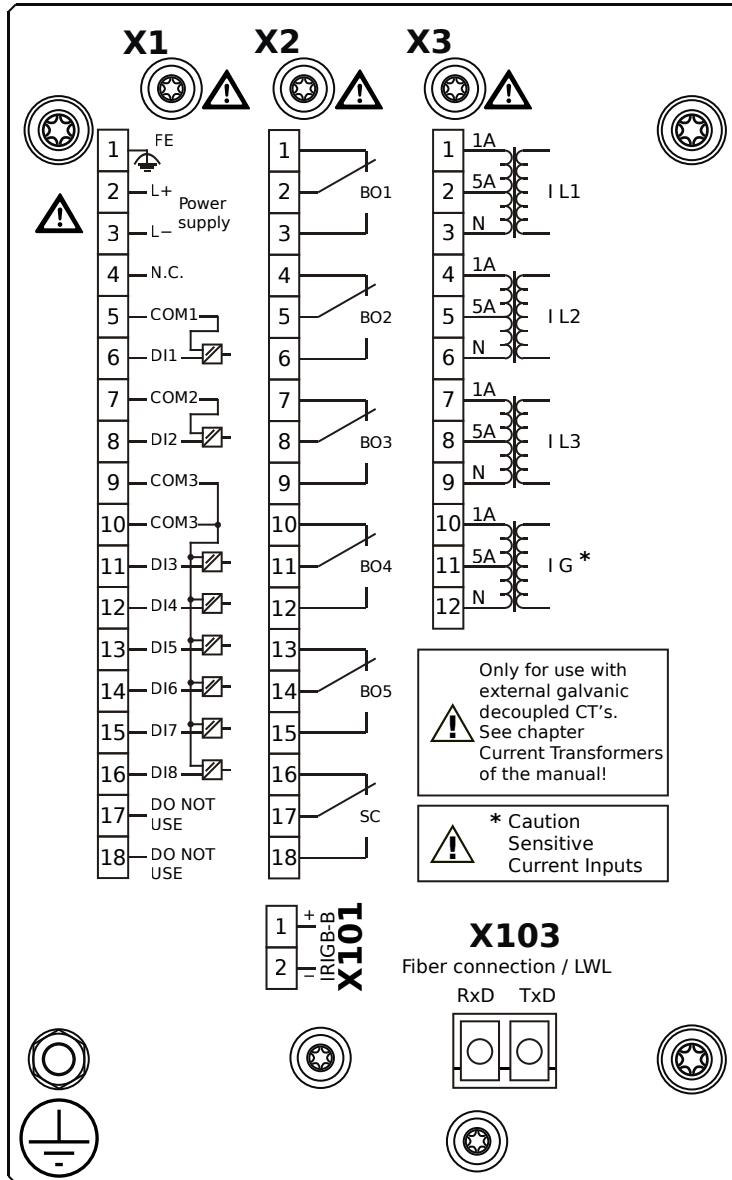 X1 X2 X3
1 FE
2 L+
3 L−
Power
supply
4 N.C.
5 COM1
6 DI1
7 COM2
8 DI2
9 COM3
10 COM3
11 DI3
12 DI4
13 DI5
14 DI6
15 DI7
16 DI8
17 DO NOT
USE
18 DO NOT
USE
1
2 BO1
3
4
5 BO2
6
7
8 BO3
9
10
11 BO4
12
13
14 BO5
15
16
17 SC
18
1 1A
2 5A I L1
3 N
4 1A
5 5A I L2
6 N
7 1A
8 5A I L3
9 N
10 1A
11 5A I G *
12 N
! Only for use with
external galvanic
decoupled CT's.
See chapter
Current Transformers
of the manual!
! * Caution
Sensitive
Current Inputs
1 +
2 −
IRIGB-B
X101
X103
Fiber connection / LWL
RxD TxD